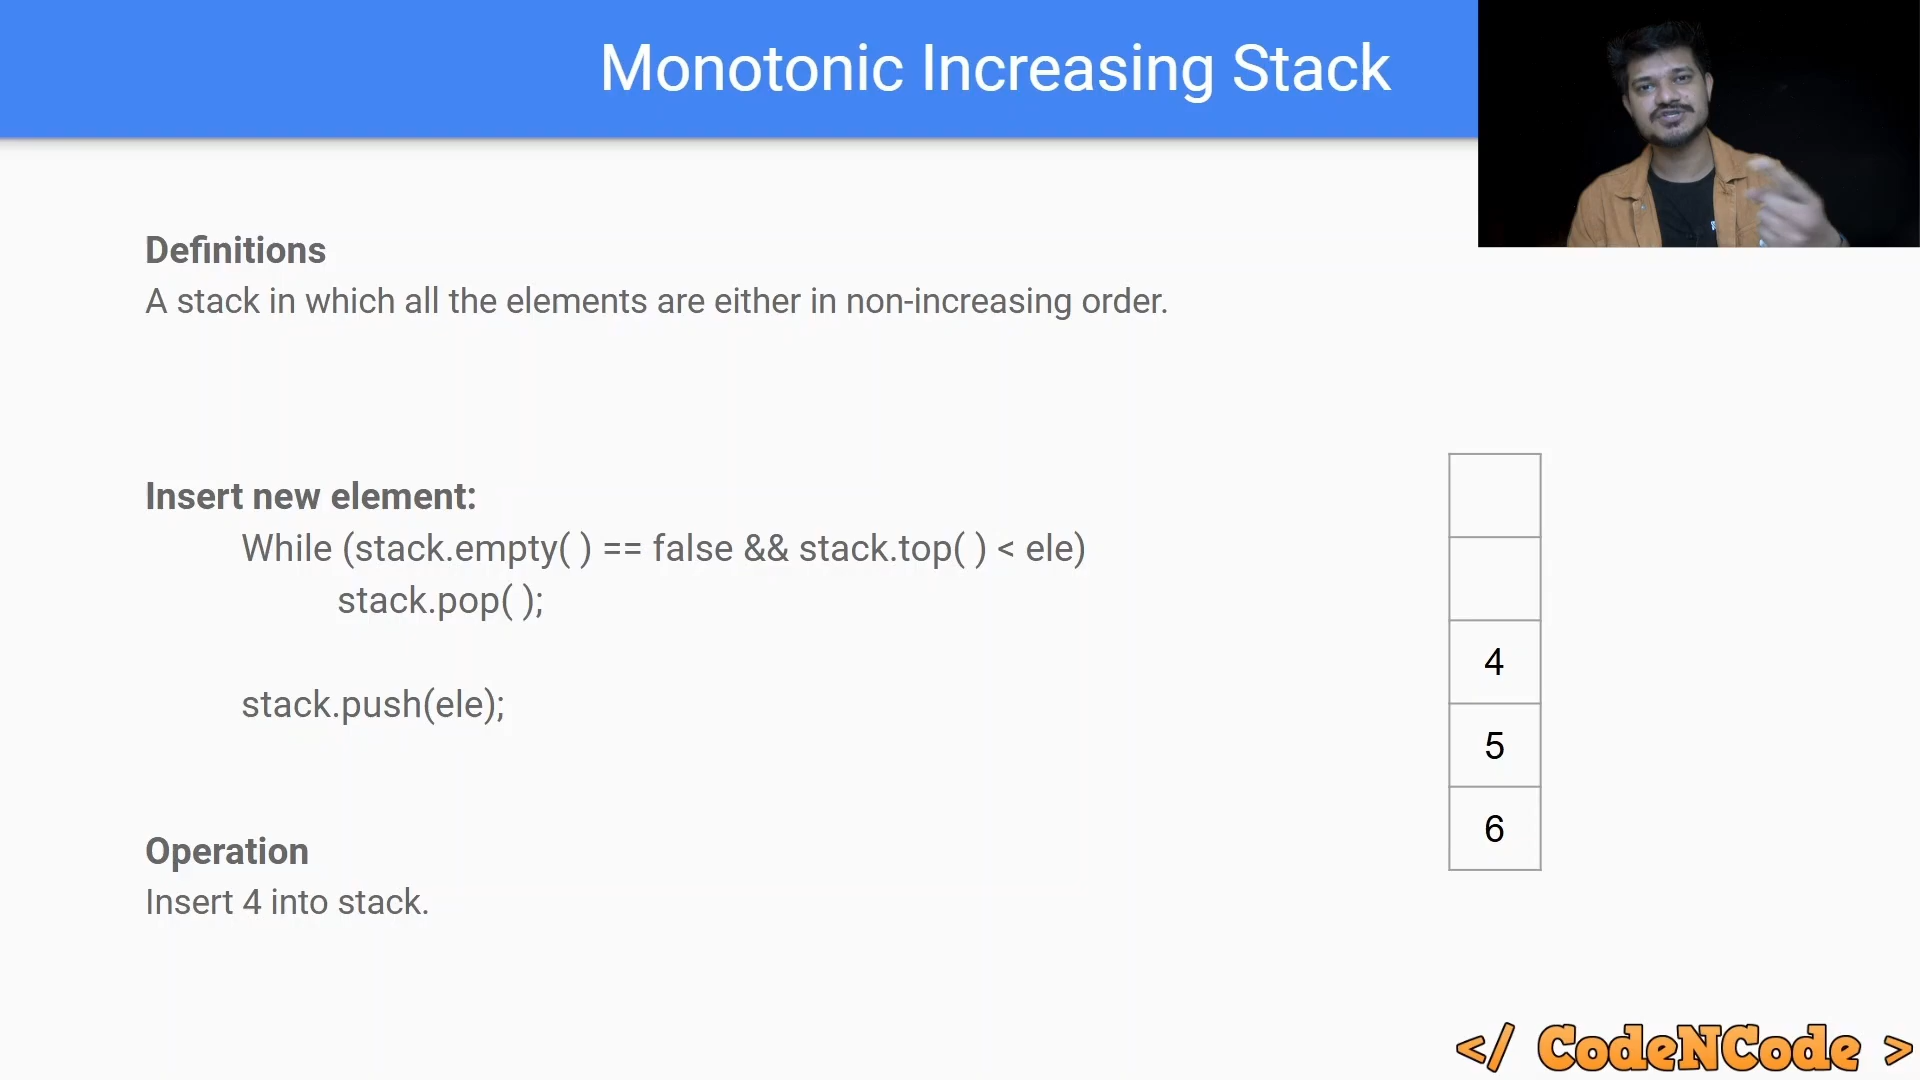 Monotonic Increasing Stack
Definitions
A stack in which all the elements are either in non-increasing order.
Insert new element:
While (stack.empty( ) == false && stack.top( ) < ele)
stack.pop( );
stack.push(ele);
4
5
6
Operation
Insert 4 into stack.
</ CodeNCode >